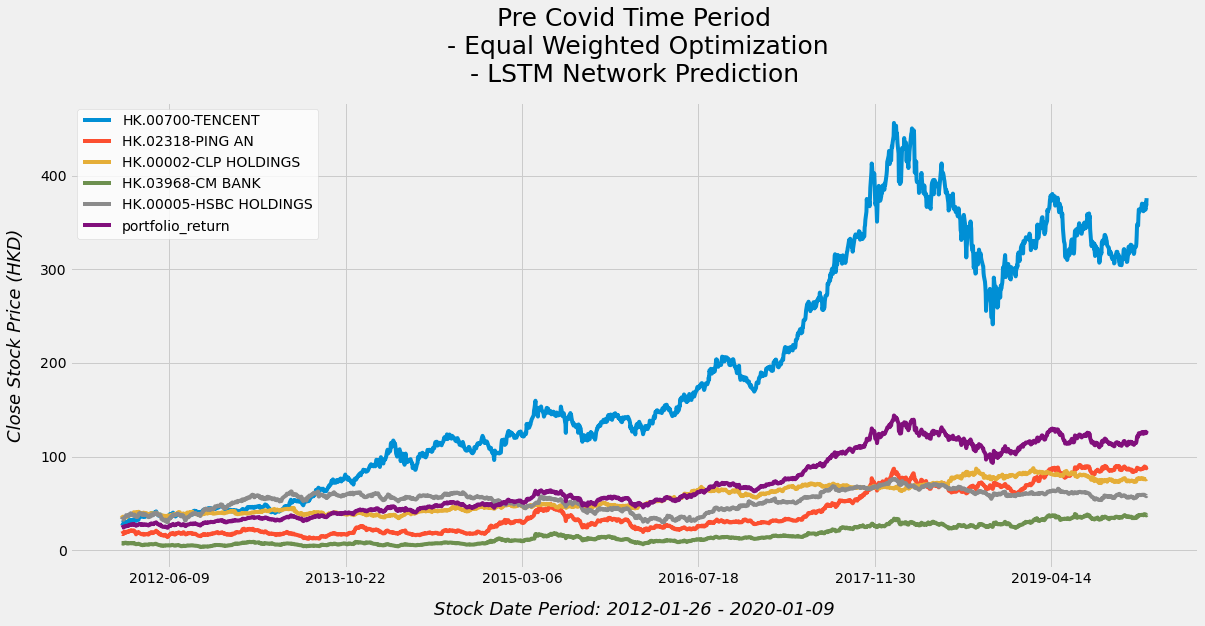 Pre Covid Time Period
- Equal Weighted Optimization
- LSTM Network Prediction
HK.00700-TENCENT
HK.02318-PING AN
HK.00002-CLP HOLDINGS
HK.03968-CM BANK
HK.00005-HSBC HOLDINGS
portfolio_return
Close Stock Price (HKD)
400
300
200
100
0
2012-06-09
2013-10-22
2015-03-06
2016-07-18
2017-11-30
2019-04-14
Stock Date Period: 2012-01-26 - 2020-01-09